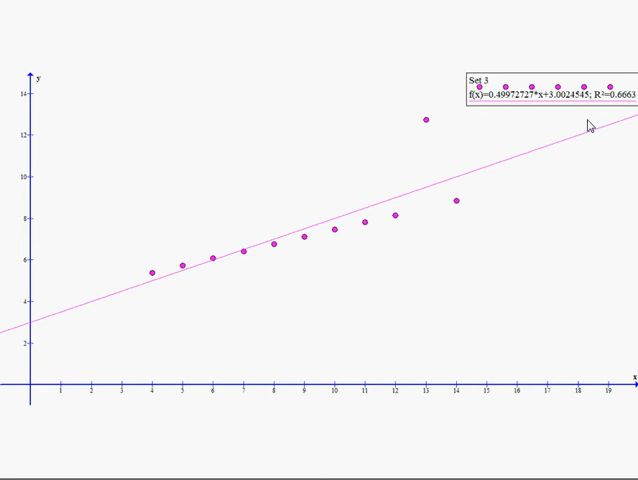 y
Set 3
f(x)=0.49972727*x+3.0024545; R²=0.6663
14
12
10
8
6
4
2
x
1 2 3 4 5 6 7 8 9 10 11 12 13 14 15 16 17 18 19